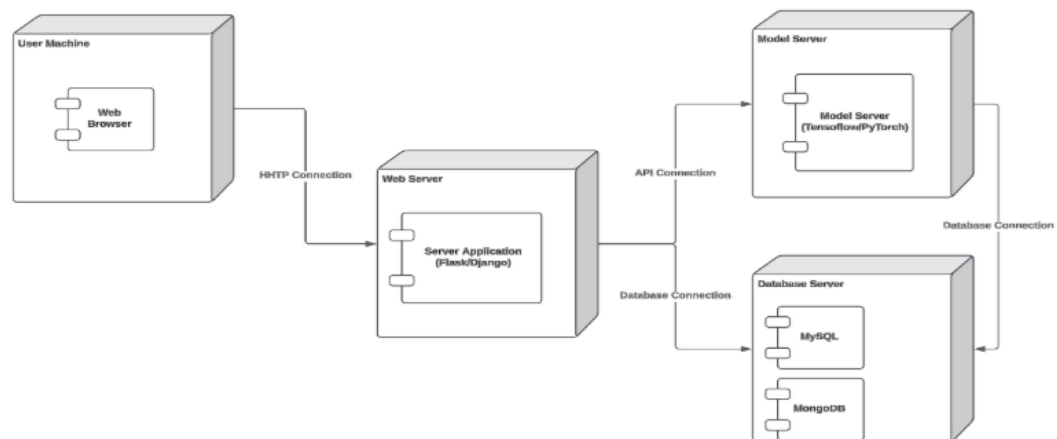 User Machine
Web
Browser
HHTP Connection
Web Server
Server Application
(Flask/Django)
API Connection
Database Connection
Model Server
Model Server
(Tensoflow/PyTorch)
Database Connection
Database Server
MySQL
MongoDB